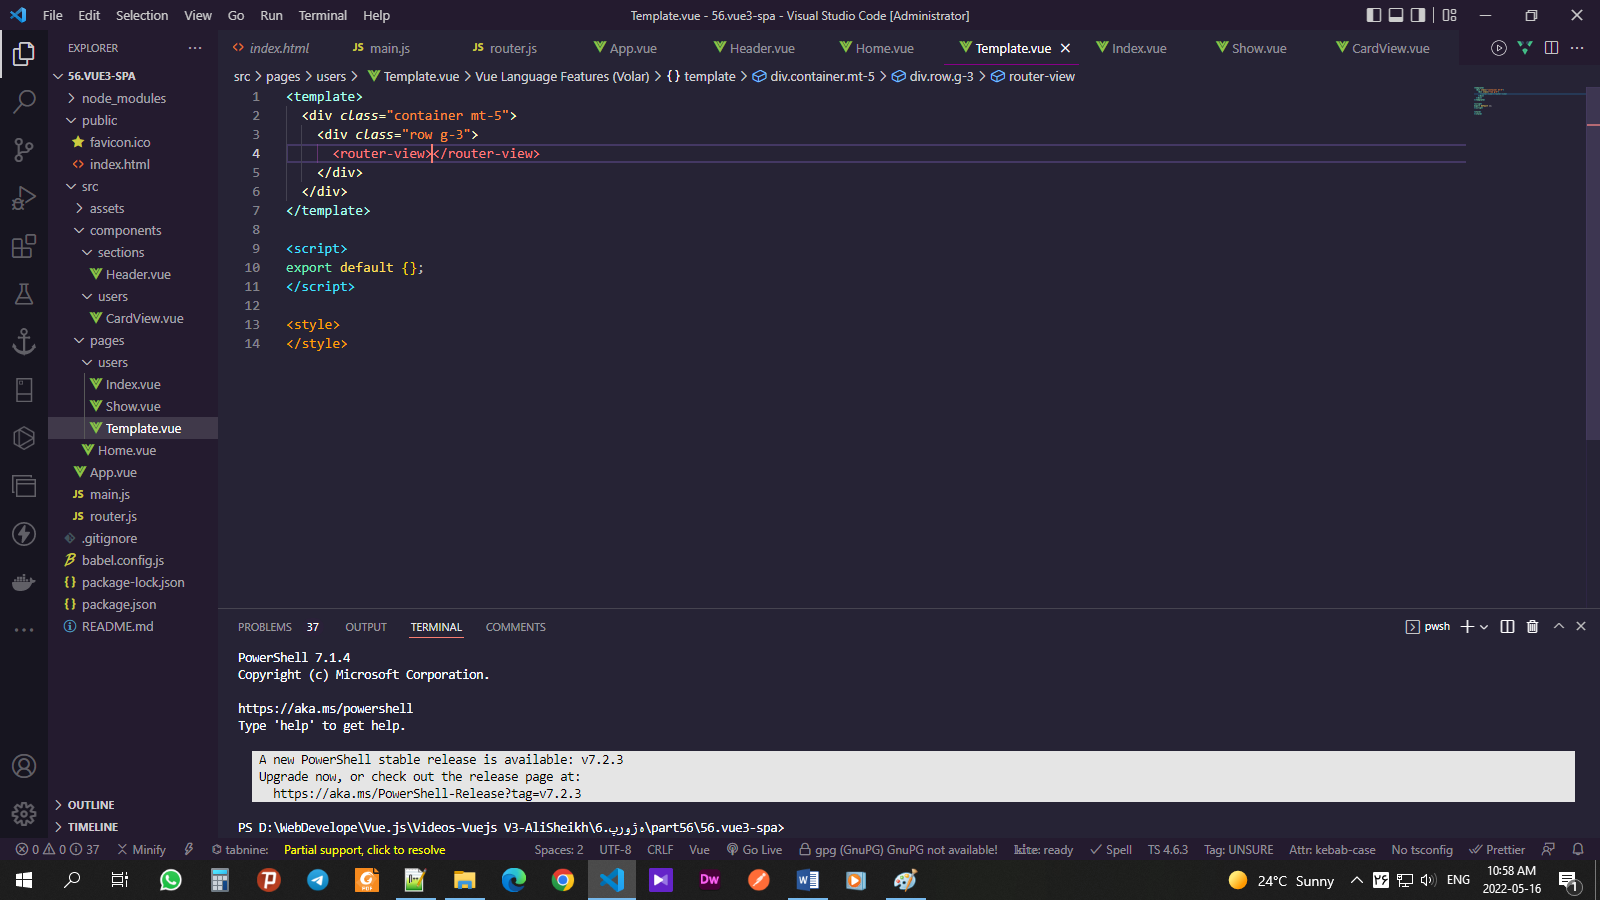 File Edit Selection View Go Run Terminal Help Template.vue - 56.vue3-spa - Visual Studio Code [Administrator]
EXPLORER ···
index.html JS main.js JS router.js App.vue Header.vue Home.vue Template.vue Index.vue Show.vue CardView.vue
src > pages > users > Template.vue > Vue Language Features (Volar) > {} template > div.container.mt-5 > div.row.g-3 > router-view
56.VUE3-SPA
node_modules
public
favicon.ico
index.html
src
assets
components
sections
Header.vue
users
CardView.vue
pages
users
Index.vue
Show.vue
Template.vue
Home.vue
App.vue
JS main.js
JS router.js
.gitignore
babel.config.js
{} package-lock.json
{} package.json
README.md
OUTLINE
TIMELINE
1 <template>
2 <div class="container mt-5">
3 <div class="row g-3">
4 <router-view></router-view>
5 </div>
6 </div>
7 </template>
8
9 <script>
10 export default {};
11 </script>
12
13 <style>
14 </style>
PROBLEMS 37 OUTPUT TERMINAL COMMENTS pwsh
PowerShell 7.1.4
Copyright (c) Microsoft Corporation.
https://aka.ms/powershell
Type 'help' to get help.
A new PowerShell stable release is available: v7.2.3
Upgrade now, or check out the release page at:
https://aka.ms/PowerShell-Release?tag=v7.2.3
PS D:\WebDevelope\Vue.js\Videos-Vuejs V3-AliSheikh\6.پروژه\part56\56.vue3-spa>
0 0 37 Minify tabnine: Partial support, click to resolve Spaces: 2 UTF-8 CRLF Vue Go Live gpg (GnuPG) GnuPG not available! kite: ready Spell TS 4.6.3 Tag: UNSURE Attr: kebab-case No tsconfig Prettier
24°C Sunny ۲۶ ENG 10:58 AM
2022-05-16
1
Dw